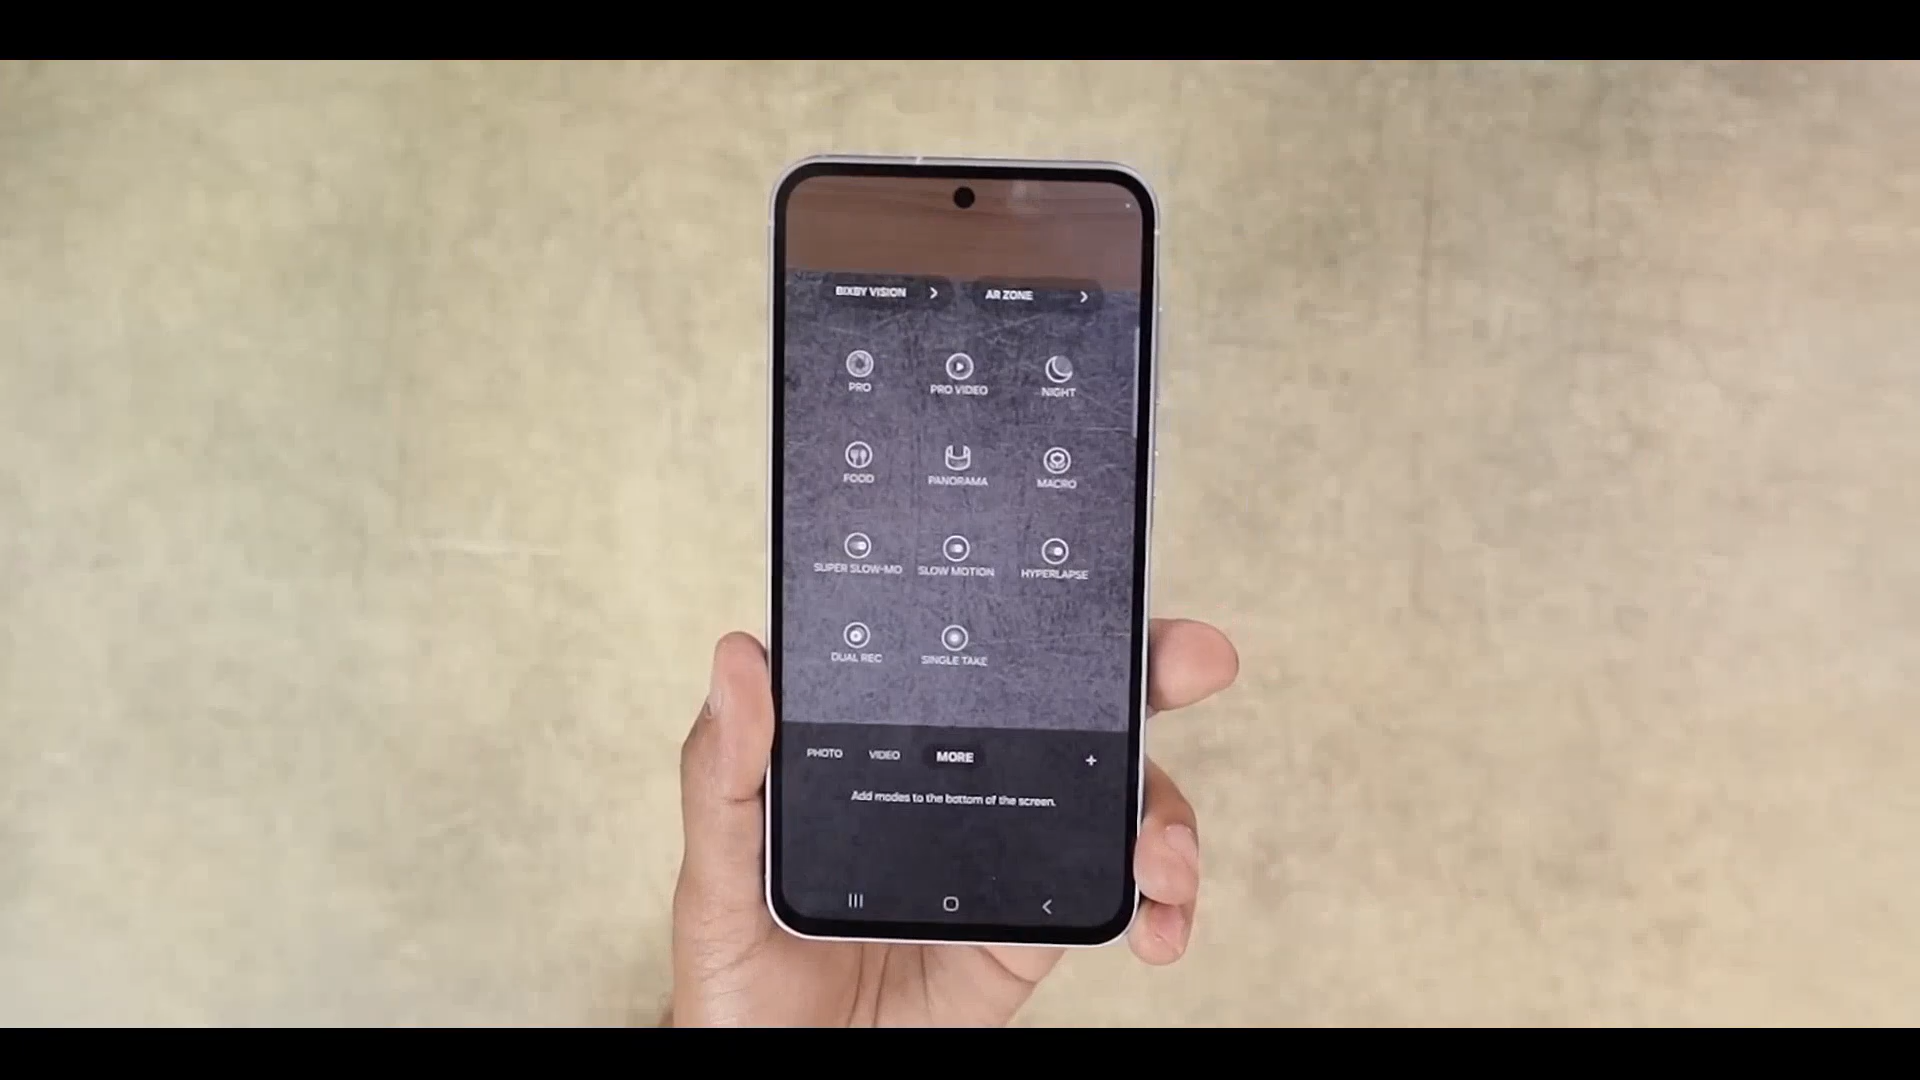 BIXBY VISION
AR ZONE
PRO
PRO VIDEO
NIGHT
FOOD
PANORAMA
MACRO
SUPER SLOW-MO
SLOW MOTION
HYPERLAPSE
DUAL REC
SINGLE TAKE
PHOTO
VIDEO
MORE
+
Add modes to the bottom of the screen.